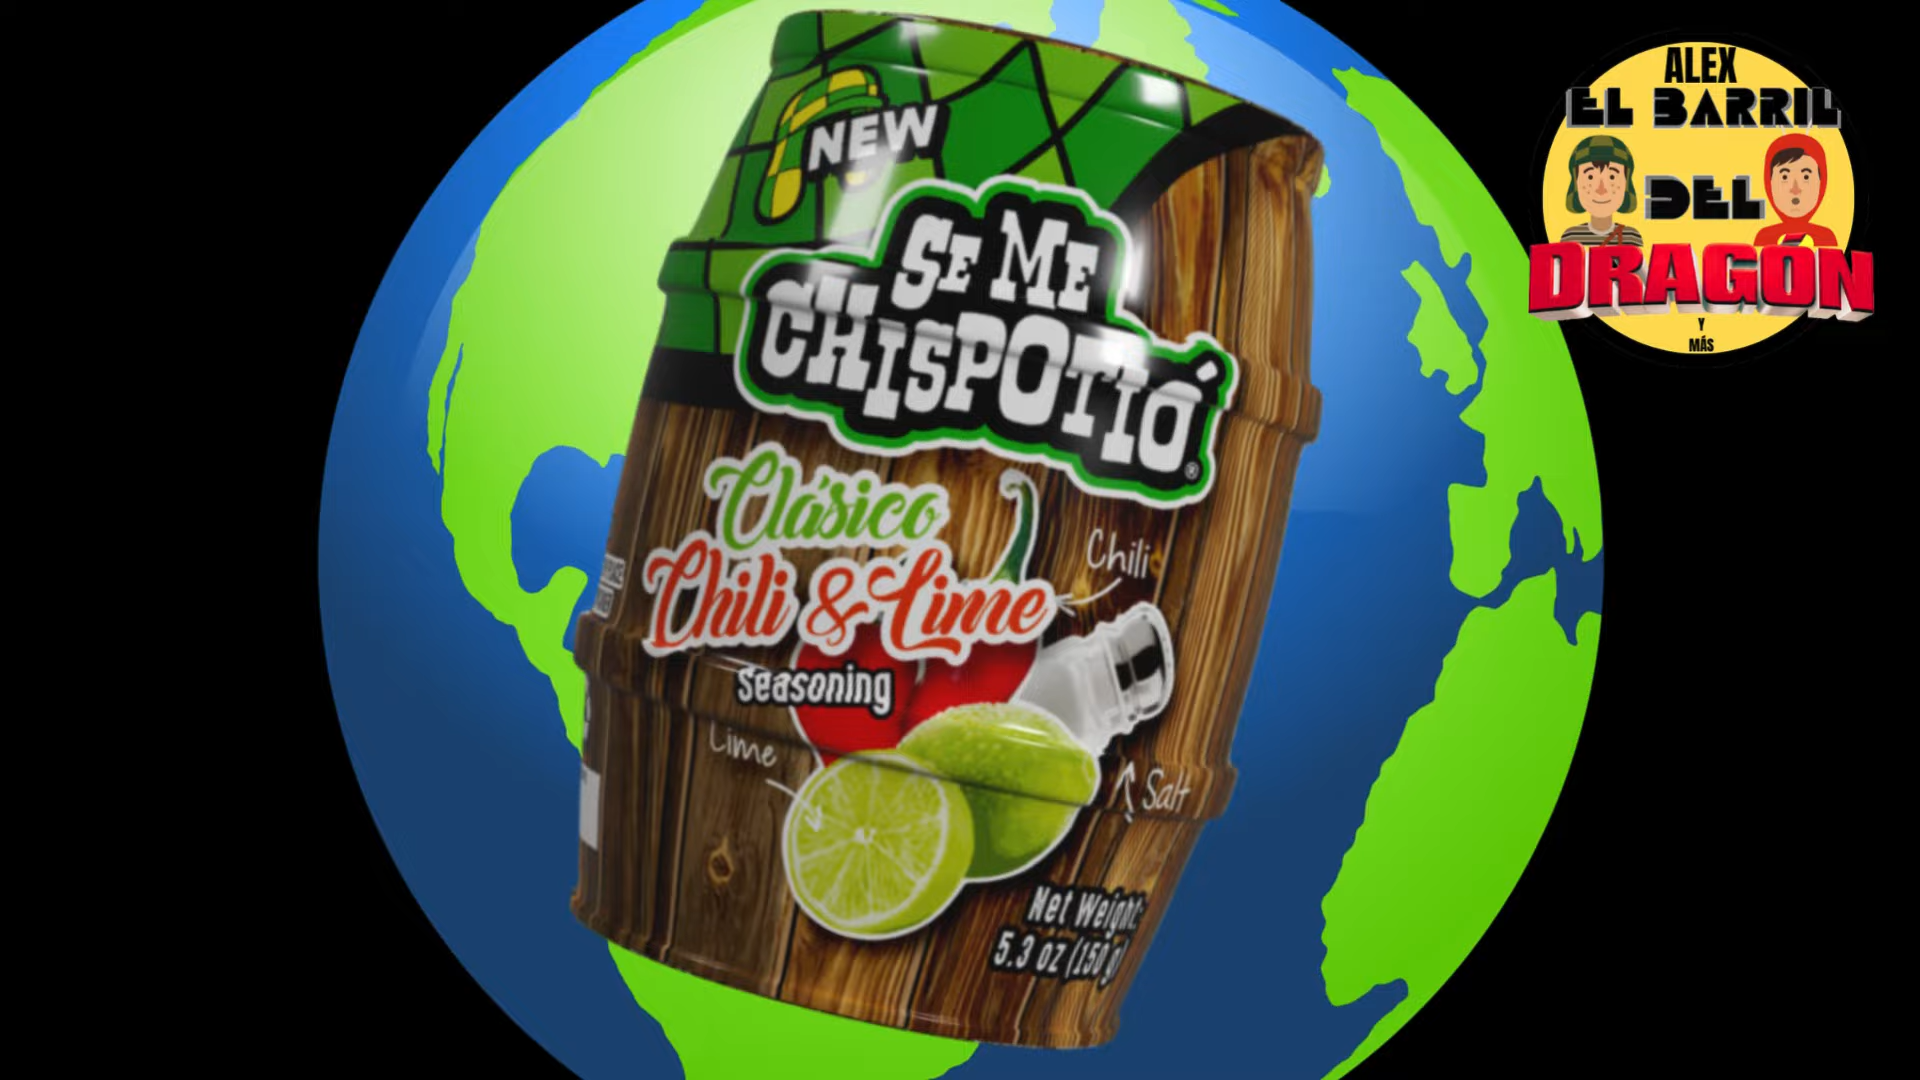 NEW
SE ME
CHISPOTIÓ®
Clásico
Chili & Lime
Seasoning
Chili
Lime
Salt
Net Weight:
5.3 oz (150 g)
ALEX
EL BARRIL
DEL
DRAGÓN
Y
MÁS